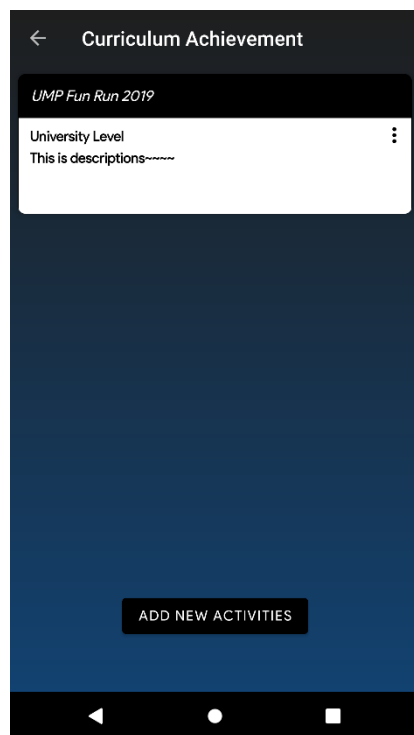 Curriculum Achievement
UMP Fun Run 2019
University Level
This is descriptions~~~~
ADD NEW ACTIVITIES